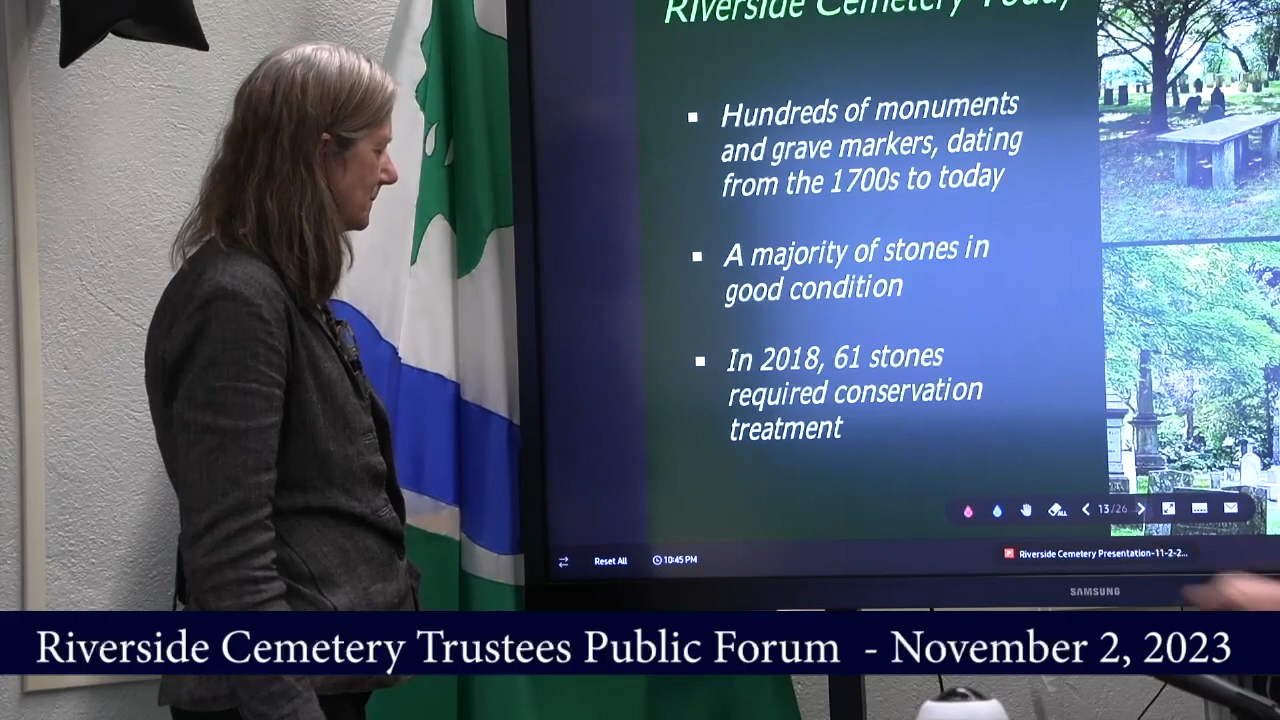 Riverside Cemetery Today
▪ Hundreds of monuments
and grave markers, dating
from the 1700s to today
▪ A majority of stones in
good condition
▪ In 2018, 61 stones
required conservation
treatment
ALL
13/26
Reset All
10:45 PM
Riverside Cemetery Presentation-11-2-2...
SAMSUNG
Riverside Cemetery Trustees Public Forum - November 2, 2023